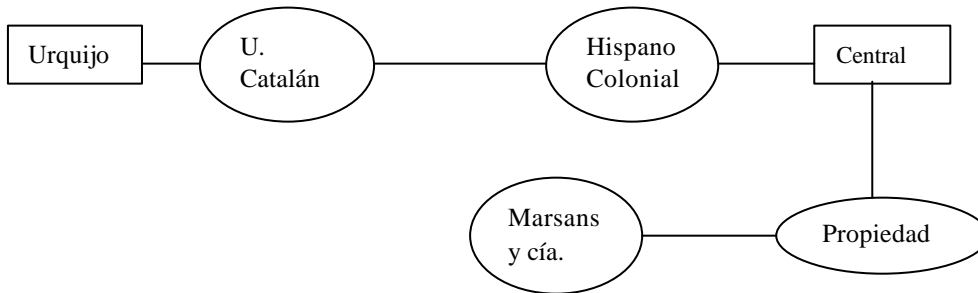 Urquijo
U.
Catalán
Hispano
Colonial
Central
Marsans
y cía.
Propiedad